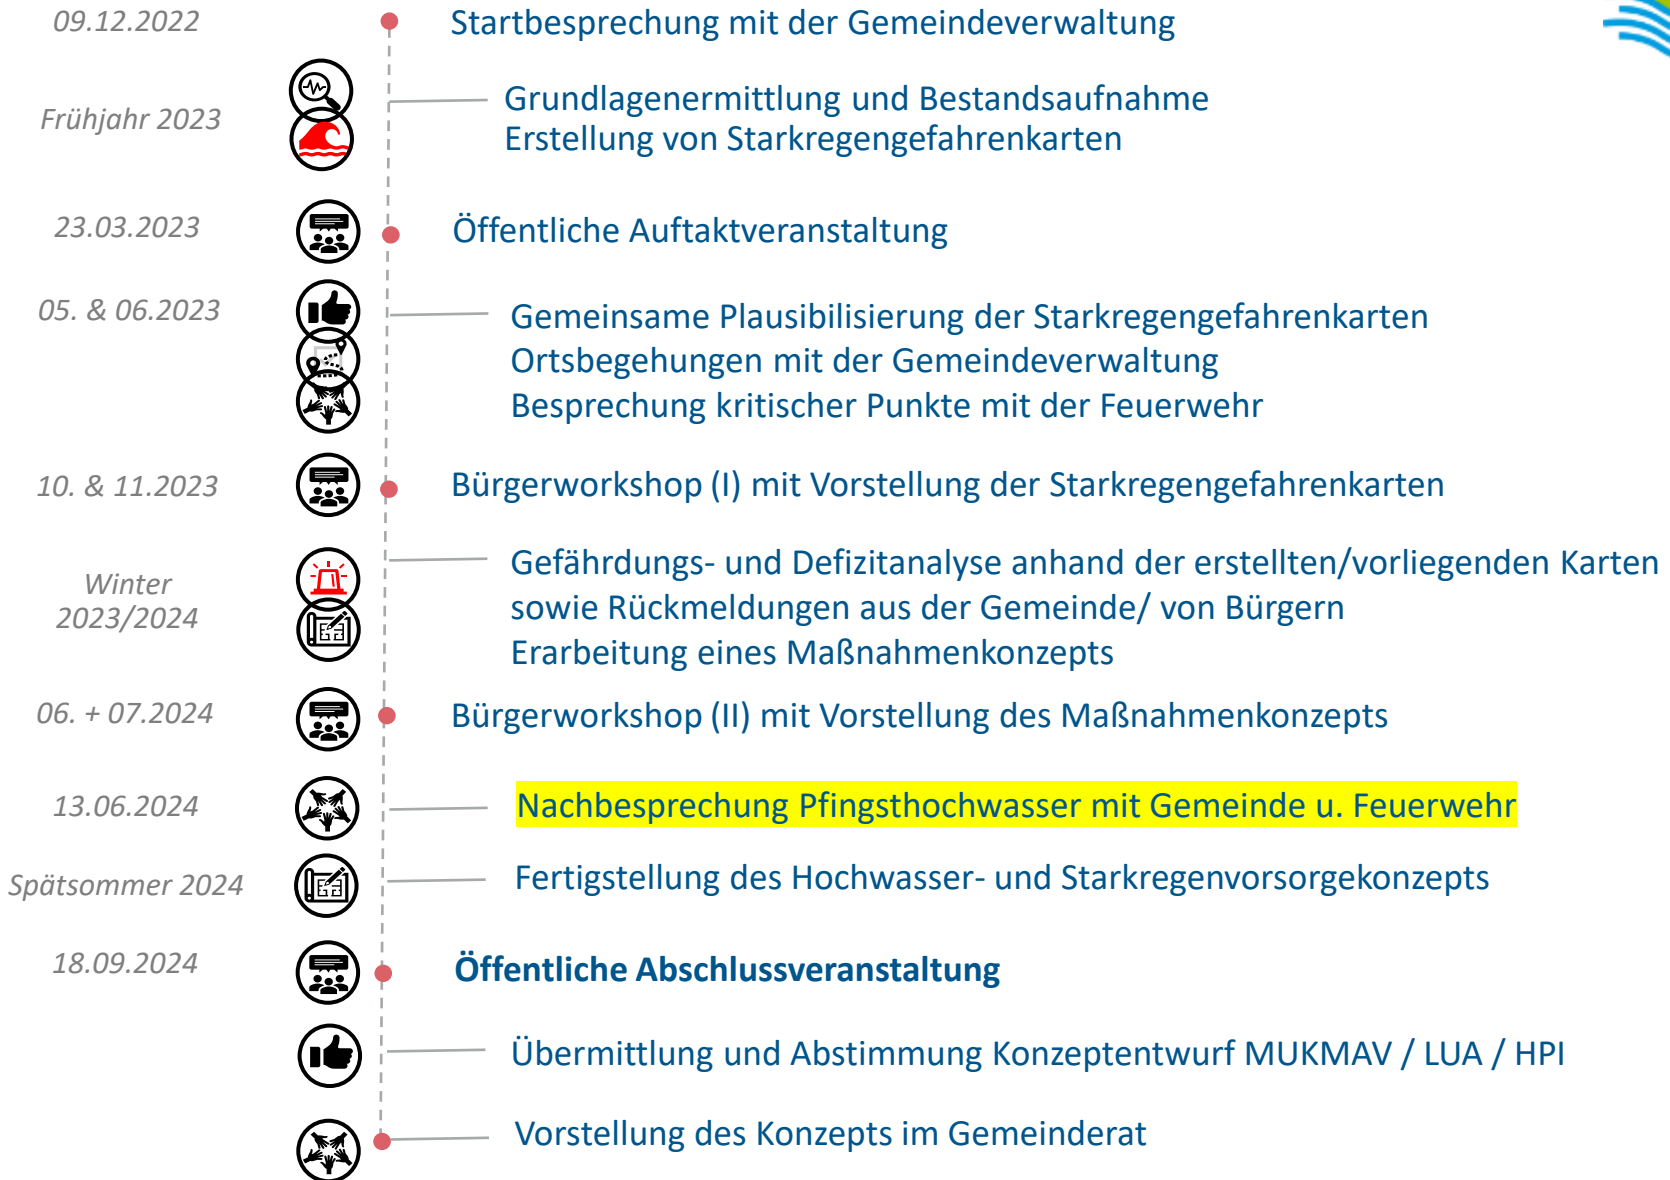 09.12.2022
Startbesprechung mit der Gemeindeverwaltung
Frühjahr 2023
Grundlagenermittlung und Bestandsaufnahme
Erstellung von Starkregengefahrenkarten
23.03.2023
Öffentliche Auftaktveranstaltung
05. & 06.2023
Gemeinsame Plausibilisierung der Starkregengefahrenkarten
Ortsbegehungen mit der Gemeindeverwaltung
Besprechung kritischer Punkte mit der Feuerwehr
10. & 11.2023
Bürgerworkshop (I) mit Vorstellung der Starkregengefahrenkarten
Winter
2023/2024
Gefährdungs- und Defizitanalyse anhand der erstellten/vorliegenden Karten
sowie Rückmeldungen aus der Gemeinde/ von Bürgern
Erarbeitung eines Maßnahmenkonzepts
06. + 07.2024
Bürgerworkshop (II) mit Vorstellung des Maßnahmenkonzepts
13.06.2024
Nachbesprechung Pfingsthochwasser mit Gemeinde u. Feuerwehr
Spätsommer 2024
Fertigstellung des Hochwasser- und Starkregenvorsorgekonzepts
18.09.2024
Öffentliche Abschlussveranstaltung
Übermittlung und Abstimmung Konzeptentwurf MUKMAV / LUA / HPI
Vorstellung des Konzepts im Gemeinderat